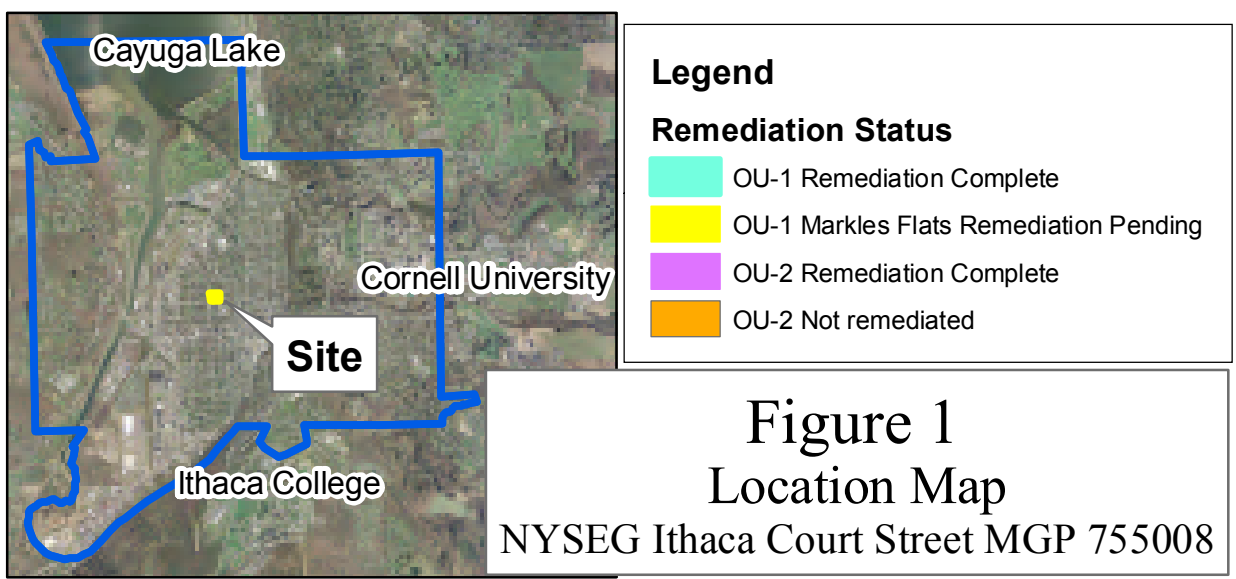 Cayuga Lake
Cornell University
Site
Ithaca College
Legend
Remediation Status
OU-1 Remediation Complete
OU-1 Markles Flats Remediation Pending
OU-2 Remediation Complete
OU-2 Not remediated
Figure 1
Location Map
NYSEG Ithaca Court Street MGP 755008